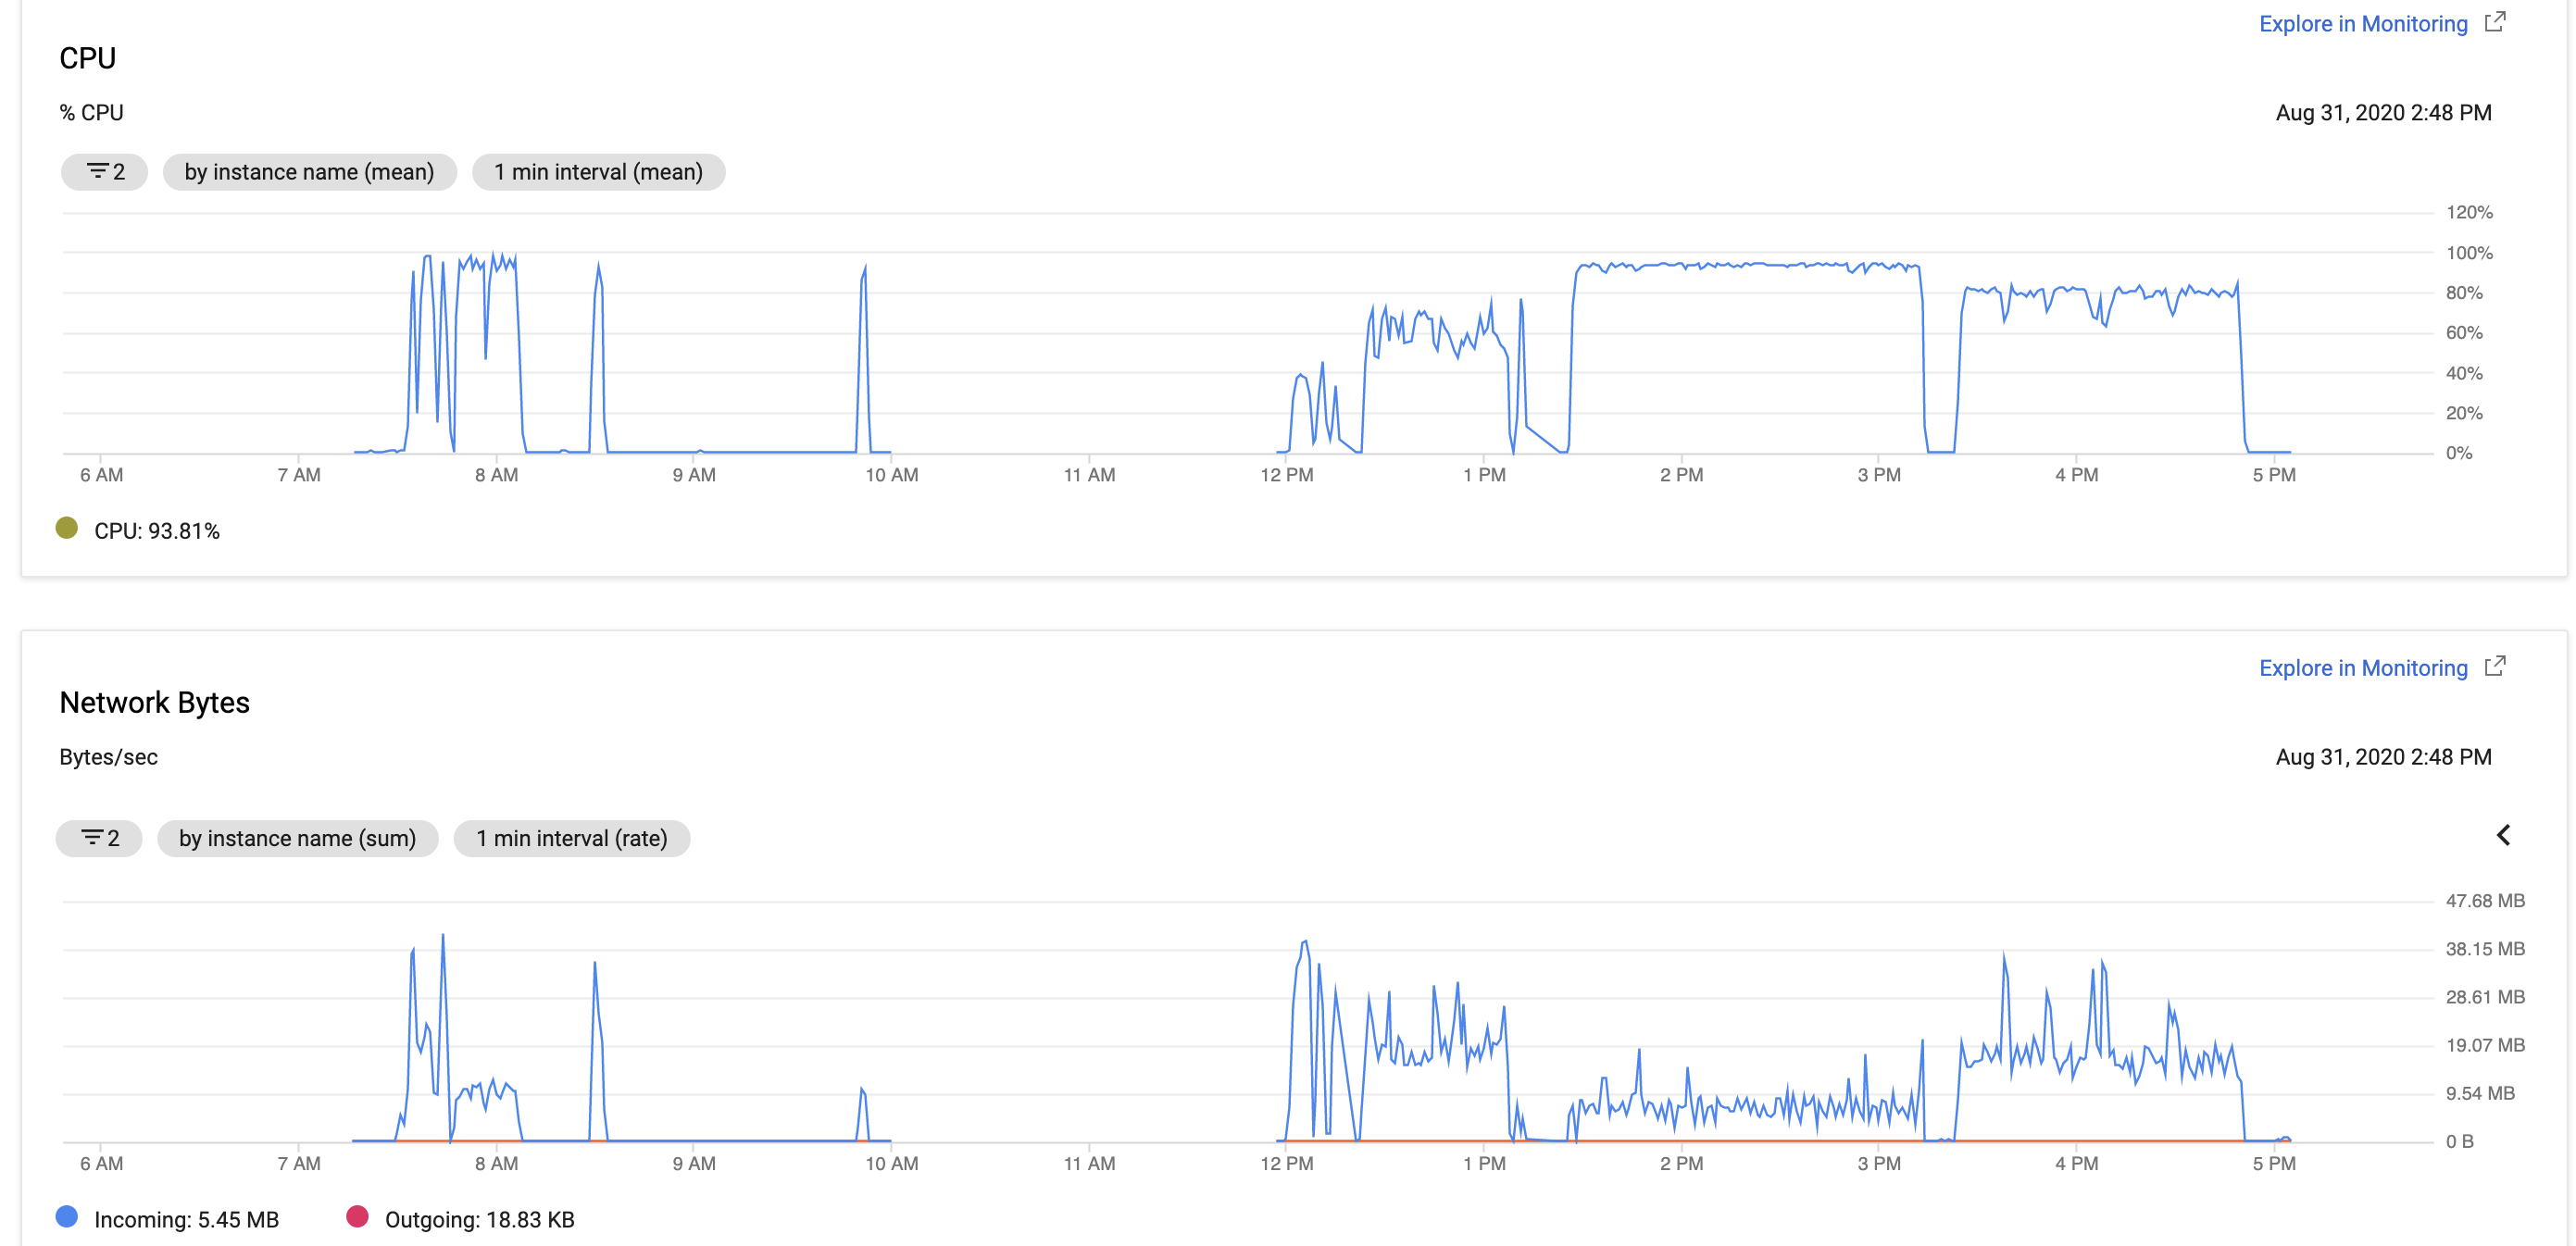 Explore in Monitoring
CPU
% CPU
Aug 31, 2020 2:48 PM
2
by instance name (mean)
1 min interval (mean)
120%
100%
80%
60%
40%
20%
0%
6 AM 7 AM 8 AM 9 AM 10 AM 11 AM 12 PM 1 PM 2 PM 3 PM 4 PM 5 PM
CPU: 93.81%
Explore in Monitoring
Network Bytes
Bytes/sec
Aug 31, 2020 2:48 PM
2
by instance name (sum)
1 min interval (rate)
47.68 MB
38.15 MB
28.61 MB
19.07 MB
9.54 MB
0 B
6 AM 7 AM 8 AM 9 AM 10 AM 11 AM 12 PM 1 PM 2 PM 3 PM 4 PM 5 PM
Incoming: 5.45 MB
Outgoing: 18.83 KB